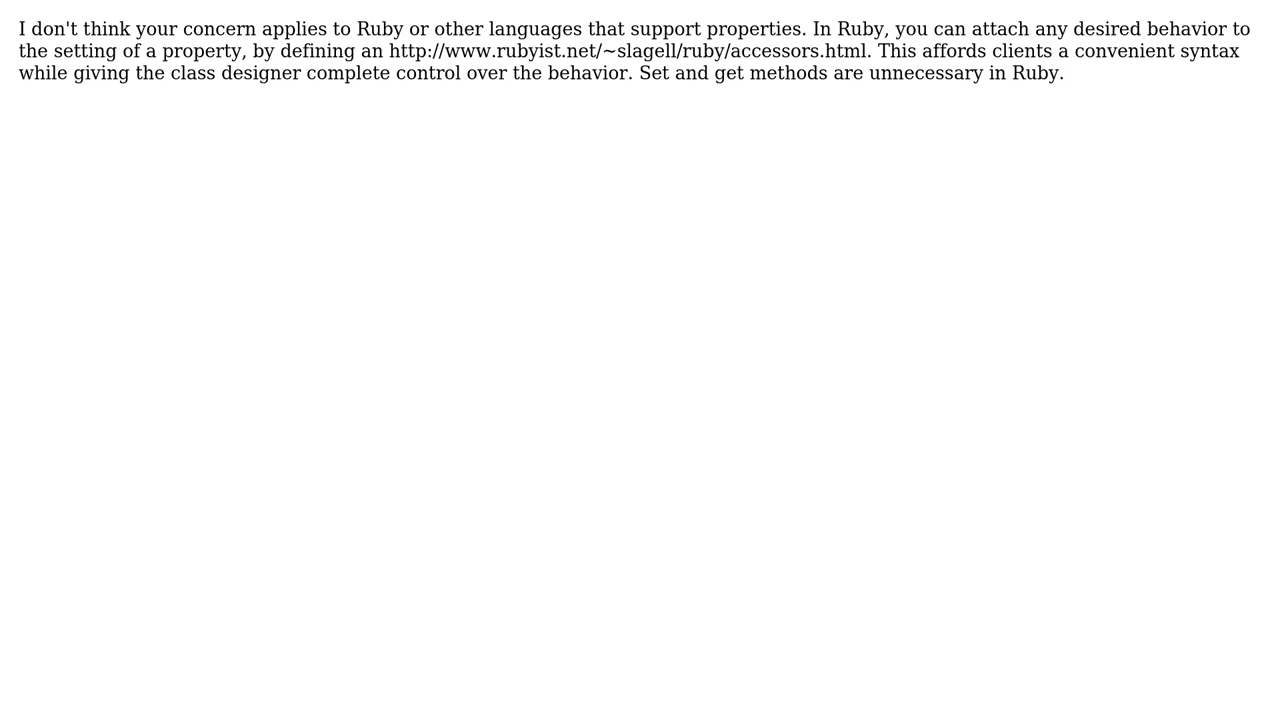 I don't think your concern applies to Ruby or other languages that support properties. In Ruby, you can attach any desired behavior to
the setting of a property, by defining an http://www.rubyist.net/~slagell/ruby/accessors.html. This affords clients a convenient syntax
while giving the class designer complete control over the behavior. Set and get methods are unnecessary in Ruby.